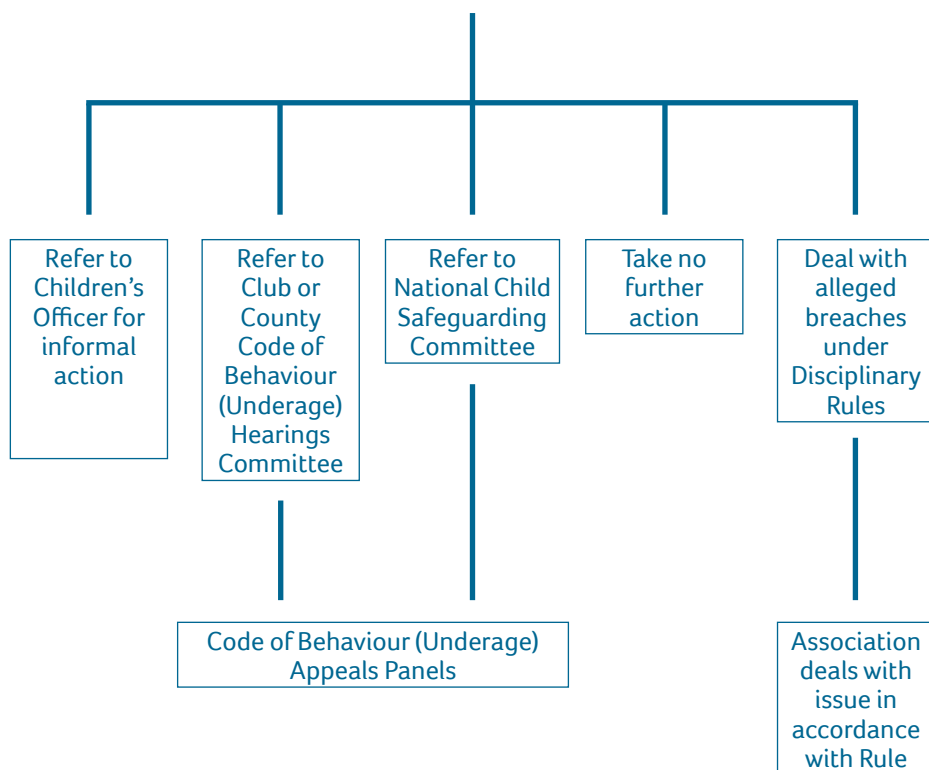 Refer to
Children’s
Officer for
informal
action
Refer to
Club or
County
Code of
Behaviour
(Underage)
Hearings
Committee
Refer to
National Child
Safeguarding
Committee
Take no
further
action
Deal with
alleged
breaches
under
Disciplinary
Rules
Code of Behaviour (Underage)
Appeals Panels
Association
deals with
issue in
accordance
with Rule